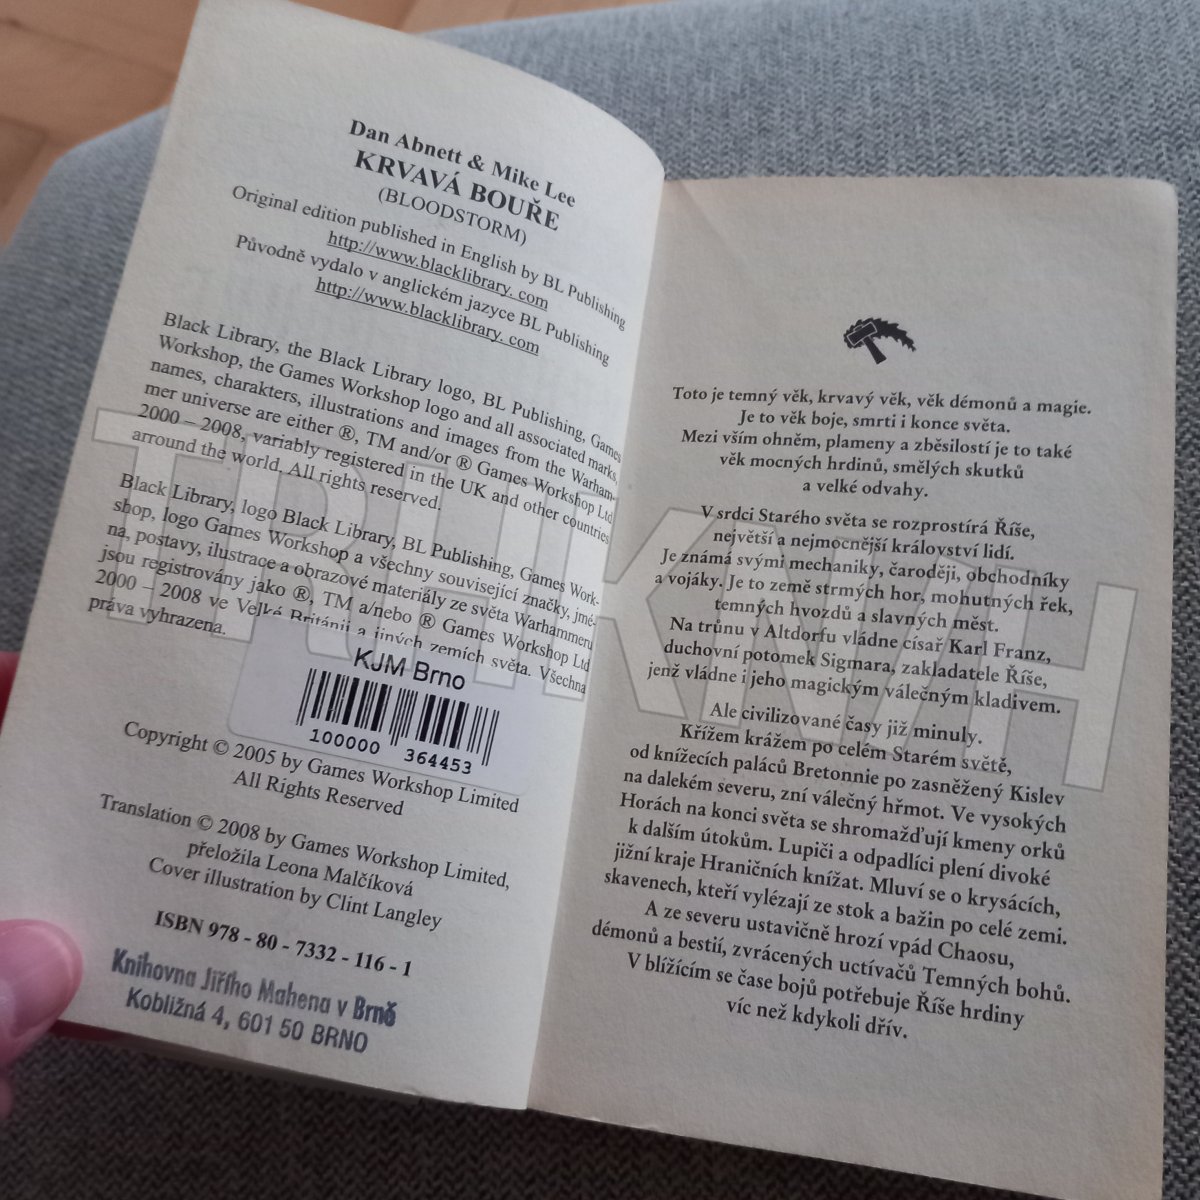 Dan Abnett & Mike Lee
KRVAVÁ BOUŘE
(BLOODSTORM)
Original edition published in English by BL Publishing
http://www.blacklibrary. com
Původně vydalo v anglickém jazyce BL Publishing
http://www.blacklibrary. com
Black Library, the Black Library logo, BL Publishing, Games
Workshop, the Games Workshop logo and all associated marks,
names, charakters, illustrations and images from the Warham-
mer universe are either ®, TM and/or ® Games Workshop Ltd
2000 – 2008, variably registered in the UK and other countries
arround the world. All rights reserved.
Black Library, logo Black Library, BL Publishing, Games Work-
shop, logo Games Workshop a všechny související značky, jmé-
na, postavy, ilustrace a obrazové materiály ze světa Warhammeru
jsou registrovány jako ®, TM a/nebo ® Games Workshop Ltd
2000 – 2008 ve Velké Británii a jiných zemích světa. Všechna
práva vyhrazena.
KJM Brno
100000 364453
Copyright © 2005 by Games Workshop Limited
All Rights Reserved
Translation © 2008 by Games Workshop Limited,
přeložila Leona Malčíková
Cover illustration by Clint Langley
ISBN 978 - 80 - 7332 - 116 - 1
Knihovna Jiřího Mahena v Brně
Kobližná 4, 601 50 BRNO
Toto je temný věk, krvavý věk, věk démonů a magie.
Je to věk boje, smrti i konce světa.
Mezi vším ohněm, plameny a zběsilostí je to také
věk mocných hrdinů, smělých skutků
a velké odvahy.
V srdci Starého světa se rozprostírá Říše,
největší a nejmocnější království lidí.
Je známá svými mechaniky, čaroději, obchodníky
a vojáky. Je to země strmých hor, mohutných řek,
temných hvozdů a slavných měst.
Na trůnu v Altdorfu vládne císař Karl Franz,
duchovní potomek Sigmara, zakladatele Říše,
jenž vládne i jeho magickým válečným kladivem.
Ale civilizované časy již minuly.
Křížem krážem po celém Starém světě,
od knížecích paláců Bretonnie po zasněžený Kislev
na dalekém severu, zní válečný hřmot. Ve vysokých
Horách na konci světa se shromažďují kmeny orků
k dalším útokům. Lupiči a odpadlíci plení divoké
jižní kraje Hraničních knížat. Mluví se o krysácích,
skavenech, kteří vylézají ze stok a bažin po celé zemi.
A ze severu ustavičně hrozí vpád Chaosu,
démonů a bestií, zvrácených uctívačů Temných bohů.
V blížícím se čase bojů potřebuje Říše hrdiny
víc než kdykoli dřív.
TRHKNIH